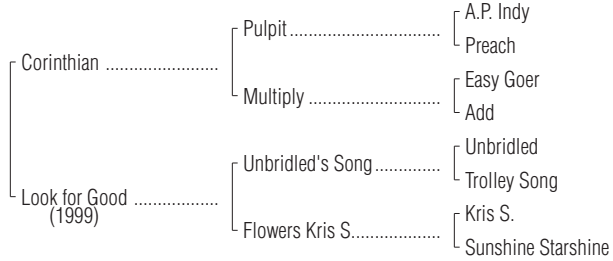 A.P. Indy
Pulpit
Preach
Corinthian
Easy Goer
Multiply
Add
Unbridled
Unbridled's Song
Trolley Song
Look for Good
(1999)
Kris S.
Flowers Kris S.
Sunshine Starshine